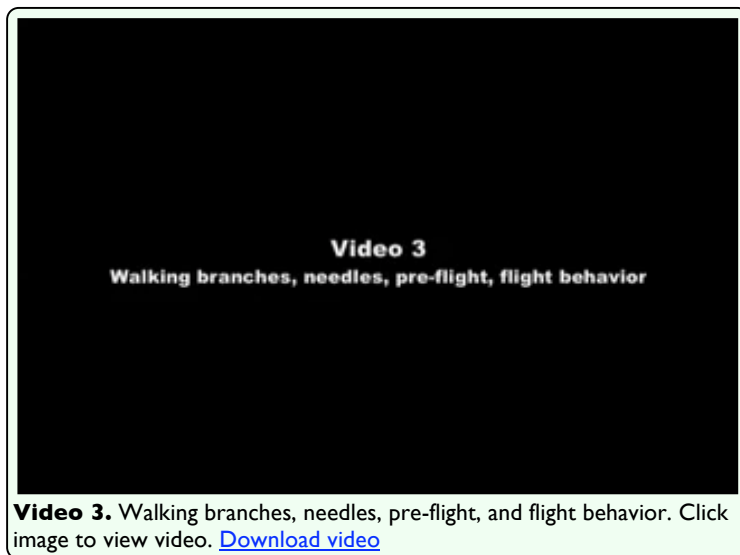 Video 3
Walking branches, needles, pre-flight, flight behavior
Video 3. Walking branches, needles, pre-flight, and flight behavior. Click
image to view video. Download video